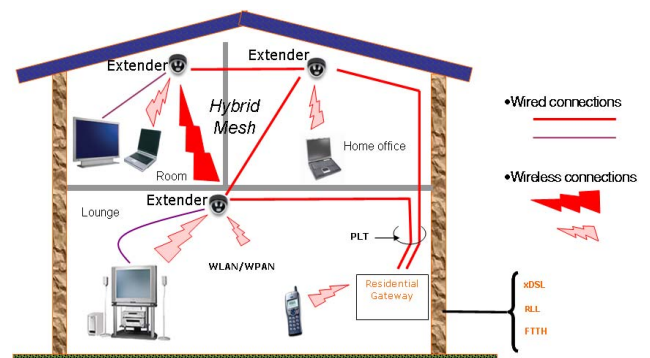 Extender
Extender
Hybrid
Mesh
•Wired connections
Home office
Room
•Wireless connections
Extender
Lounge
PLT
WLAN/WPAN
Residential
Gateway
xDSL
RLL
FTTH